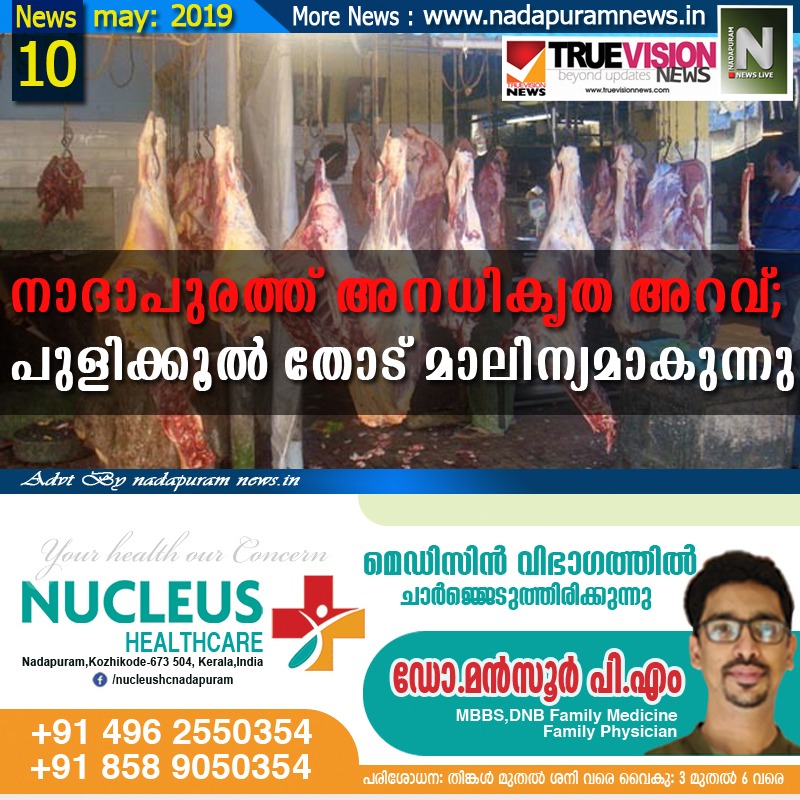 News may: 2019
10
More News : www.nadapuramnews.in
TRUEVISION
NEWS
TRUEVISION
beyond updates NEWS
www.truevisionnews.com
NADAPURAM
N
NEWS LIVE
നാദാപുരത്ത് അനധികൃത അറവ്;
പുളിക്കൂൽ തോട് മാലിന്യമാകുന്നു
Advt By nadapuram news.in
Your health our Concern
NUCLEUS
HEALTHCARE
Nadapuram,Kozhikode-673 504, Kerala,India
f /nucleushcnadapuram
+91 496 2550354
+91 858 9050354
മെഡിസിൻ വിഭാഗത്തിൽ
ചാർജ്ജെടുത്തിരിക്കുന്നു
ഡോ.മൻസൂർ പി.എം
MBBS,DNB Family Medicine
Family Physician
പരിശോധന: തിങ്കൾ മുതൽ ശനി വരെ വൈകു: 3 മുതൽ 6 വരെ